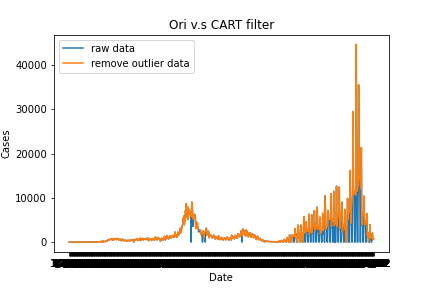 Ori v.s CART filter
raw data
remove outlier data
40000
30000
20000
10000
0
Cases
Date